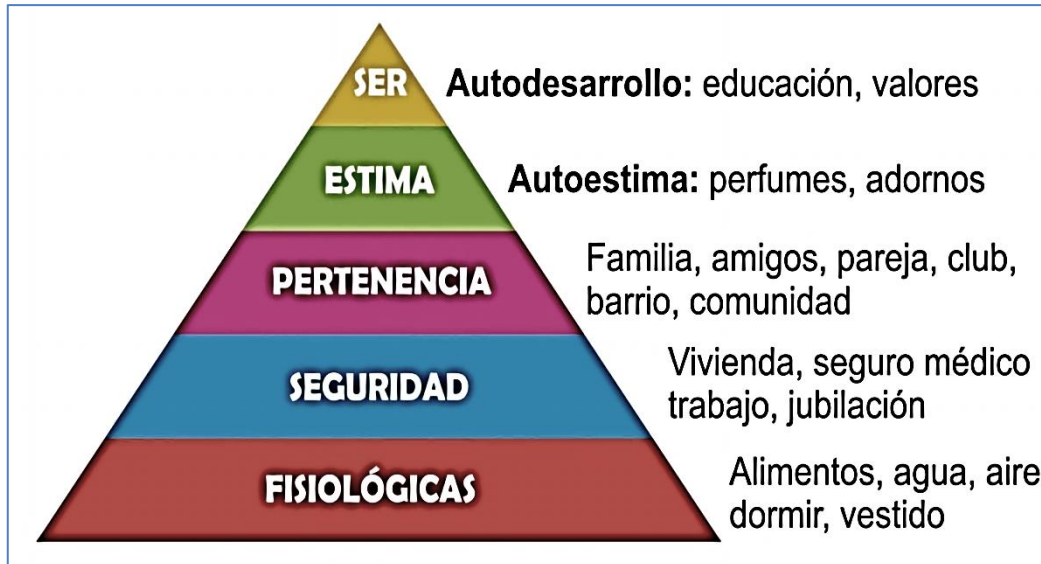 SER
Autodesarrollo: educación, valores
ESTIMA
Autoestima: perfumes, adornos
PERTENENCIA
Familia, amigos, pareja, club,
barrio, comunidad
SEGURIDAD
Vivienda, seguro médico
trabajo, jubilación
FISIOLÓGICAS
Alimentos, agua, aire
dormir, vestido